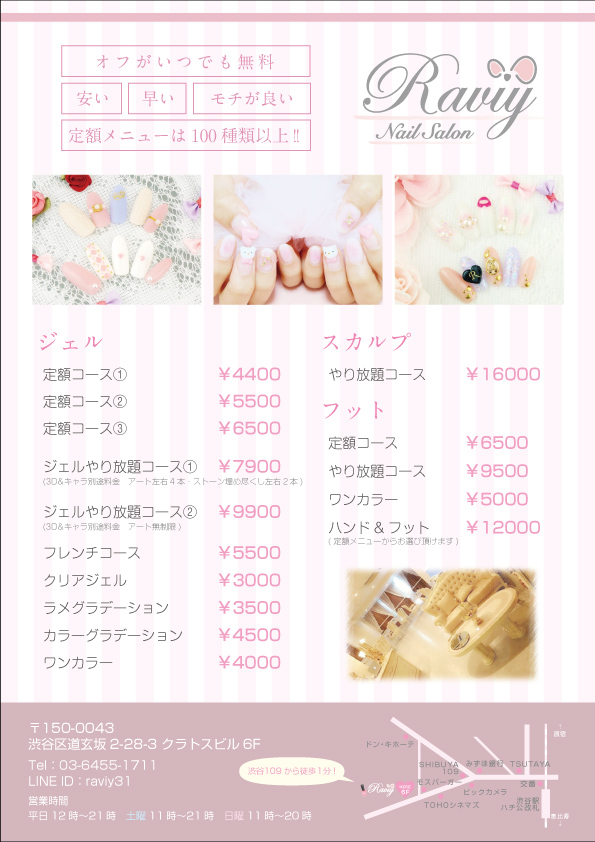 オフがいつでも無料
安い 早い モチが良い
定額メニューは100種類以上!!
Raviy
Nail Salon
ジェル
定額コース① ￥4400
定額コース② ￥5500
定額コース③ ￥6500
ジェルやり放題コース① ￥7900
(3D&キャラ別途料金　アート左右4本・ストーン埋め尽くし左右2本)
ジェルやり放題コース② ￥9900
(3D&キャラ別途料金　アート無制限)
フレンチコース ￥5500
クリアジェル ￥3000
ラメグラデーション ￥3500
カラーグラデーション ￥4500
ワンカラー ￥4000
スカルプ
やり放題コース ￥16000
フット
定額コース ￥6500
やり放題コース ￥9500
ワンカラー ￥5000
ハンド&フット ￥12000
(定額メニューからお選び頂けます)
〒150-0043
渋谷区道玄坂 2-28-3 クラトスビル 6F
Tel：03-6455-1711
LINE ID：raviy31
営業時間
平日 12時〜21時 土曜 11時〜21時 日曜 11時〜20時
渋谷109から徒歩1分！
ドン・キホーテ
SHIBUYA
109
みずほ銀行
TSUTAYA
モスバーガー
Raviy
6F
ビックカメラ
交番
TOHOシネマズ
渋谷駅
ハチ公改札
↑
原宿
恵比寿